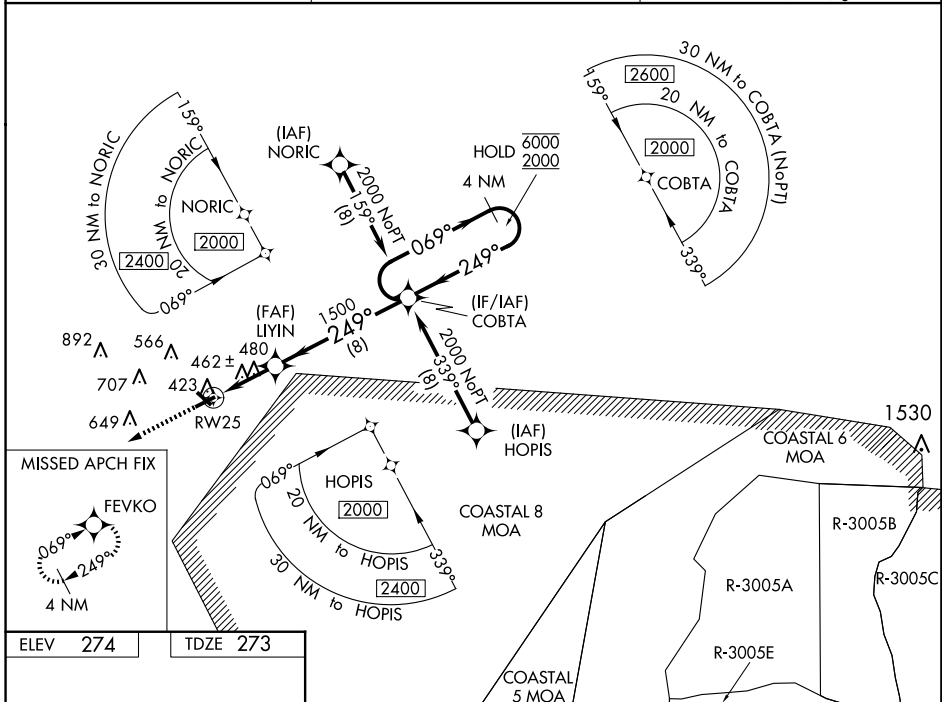 30 NM to COBTA (NoPT)
2600
159°
20 NM to COBTA
2000
COBTA
339°
159°
30 NM to NORIC
20 NM to NORIC
NORIC
2000
2400
069°
(IAF)
NORIC
2000 NoPT
159°
(8)
HOLD 6000
2000
4 NM
069°
249°
(IF/IAF)
COBTA
(FAF)
LIYIN
1500
249°
(8)
2000 NoPT
339°
(8)
(IAF)
HOPIS
892
566
480
462 ±
707
423
649
RW25
1530
COASTAL 6
MOA
MISSED APCH FIX
FEVKO
069°
249°
4 NM
069°
HOPIS
2000
20 NM to HOPIS
339°
30 NM to HOPIS
2400
COASTAL 8
MOA
R-3005B
R-3005A
R-3005C
R-3005E
COASTAL
5 MOA
ELEV 274
TDZE 273